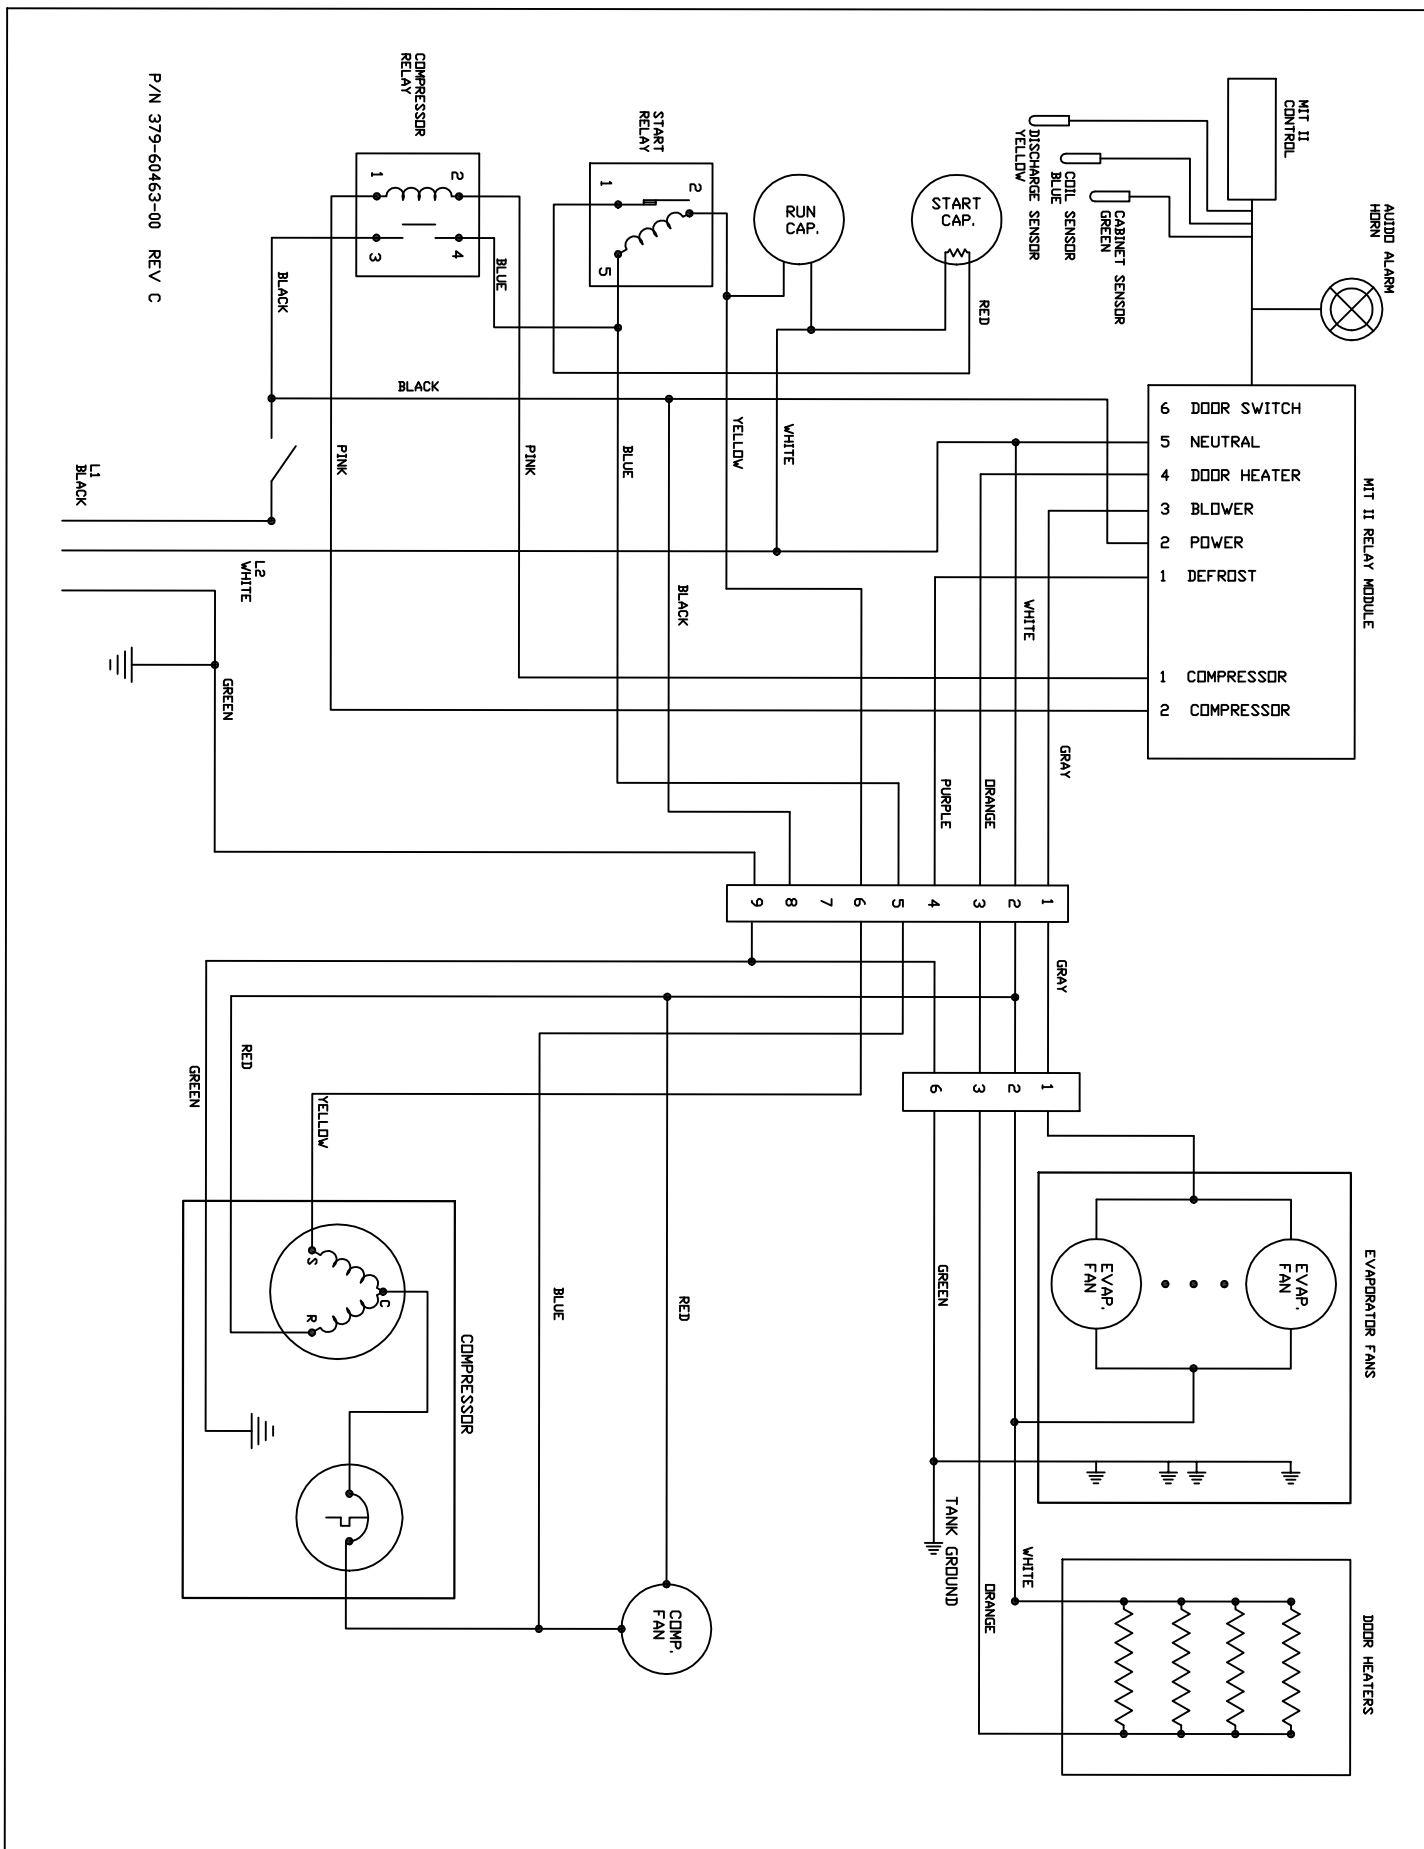 P/N 379-60463-00 REV C
COMPRESSOR
RELAY
1
2
3
4
BLUE
BLACK
START
RELAY
1
2
5
RUN
CAP.
START
CAP.
RED
MIT II
CONTROL
DISCHARGE SENSOR
YELLOW
COIL SENSOR
BLUE
CABINET SENSOR
GREEN
AUIDO ALARM
HORN
MIT II RELAY MODULE
6 DOOR SWITCH
5 NEUTRAL
4 DOOR HEATER
3 BLOWER
2 POWER
1 DEFROST
1 COMPRESSOR
2 COMPRESSOR
BLACK
PINK
PINK
BLUE
YELLOW
WHITE
L1
BLACK
L2
WHITE
BLACK
WHITE
GREEN
GRAY
ORANGE
PURPLE
9
8
7
6
5
4
3
2
1
GRAY
RED
GREEN
YELLOW
6
3
2
1
S
C
R
COMPRESSOR
BLUE
RED
GREEN
EVAP.
FAN
EVAP.
FAN
EVAPORATOR FANS
TANK GROUND
WHITE
ORANGE
COMP.
FAN
DOOR HEATERS